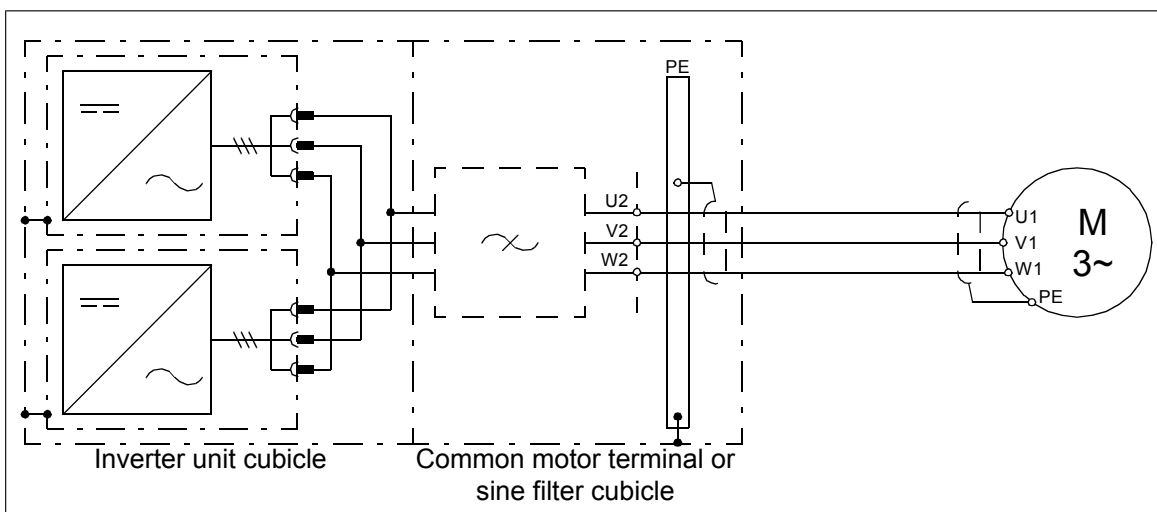 PE
U2
V2
W2
U1
V1
W1
PE
M
3~
Inverter unit cubicle
Common motor terminal or
sine filter cubicle